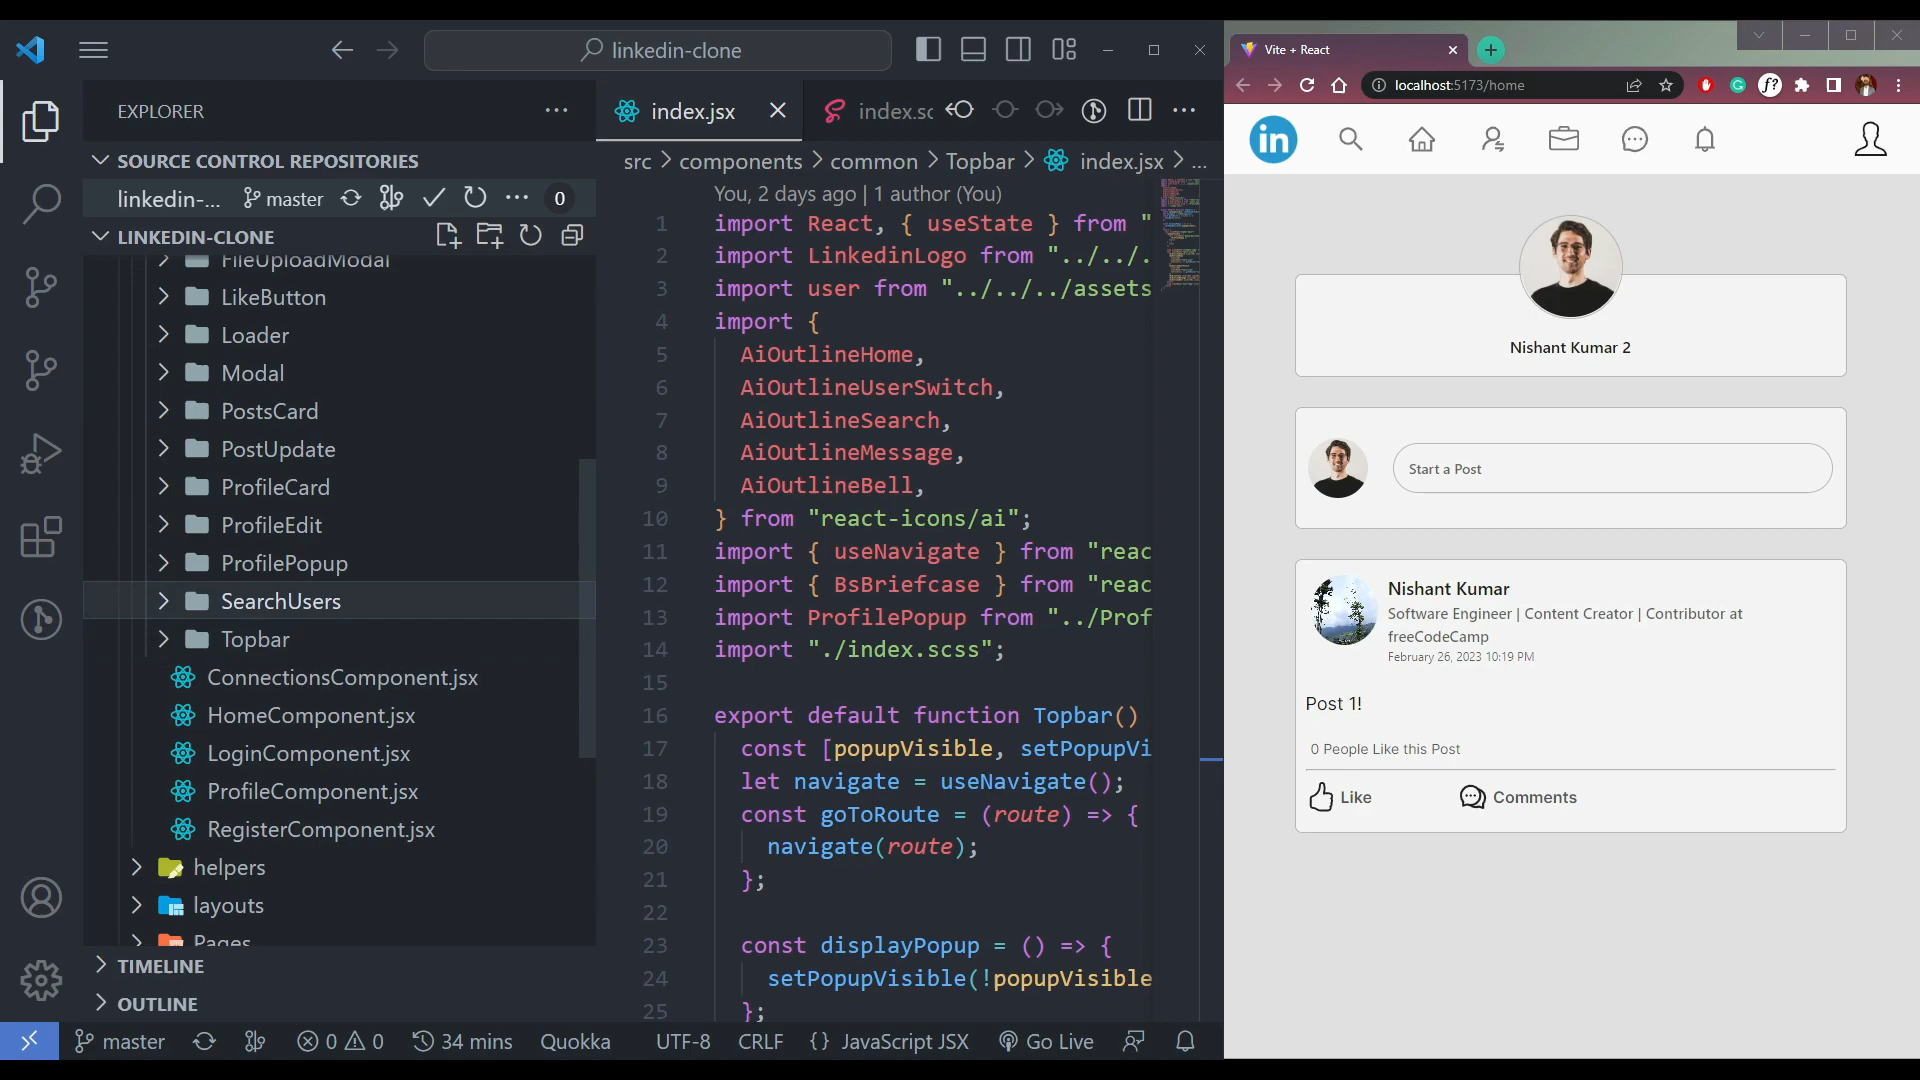 linkedin-clone
EXPLORER
SOURCE CONTROL REPOSITORIES
linkedin-...
master
0
LINKEDIN-CLONE
FileUploadModal
LikeButton
Loader
Modal
PostsCard
PostUpdate
ProfileCard
ProfileEdit
ProfilePopup
SearchUsers
Topbar
ConnectionsComponent.jsx
HomeComponent.jsx
LoginComponent.jsx
ProfileComponent.jsx
RegisterComponent.jsx
helpers
layouts
Pages
TIMELINE
OUTLINE
index.jsx
index.sc
src > components > common > Topbar > index.jsx > ...
You, 2 days ago | 1 author (You)
1 import React, { useState } from "
2 import LinkedinLogo from "../../.
3 import user from "../../../assets
4 import {
5 AiOutlineHome,
6 AiOutlineUserSwitch,
7 AiOutlineSearch,
8 AiOutlineMessage,
9 AiOutlineBell,
10 } from "react-icons/ai";
11 import { useNavigate } from "reac
12 import { BsBriefcase } from "reac
13 import ProfilePopup from "../Prof
14 import "./index.scss";
15
16 export default function Topbar()
17 const [popupVisible, setPopupVi
18 let navigate = useNavigate();
19 const goToRoute = (route) => {
20 navigate(route);
21 };
22
23 const displayPopup = () => {
24 setPopupVisible(!popupVisible
25 };
master
0
0
34 mins
Quokka
UTF-8
CRLF
{ } JavaScript JSX
Go Live
Vite + React
localhost:5173/home
f?
in
Nishant Kumar 2
Start a Post
Nishant Kumar
Software Engineer | Content Creator | Contributor at
freeCodeCamp
February 26, 2023 10:19 PM
Post 1!
0 People Like this Post
Like
Comments